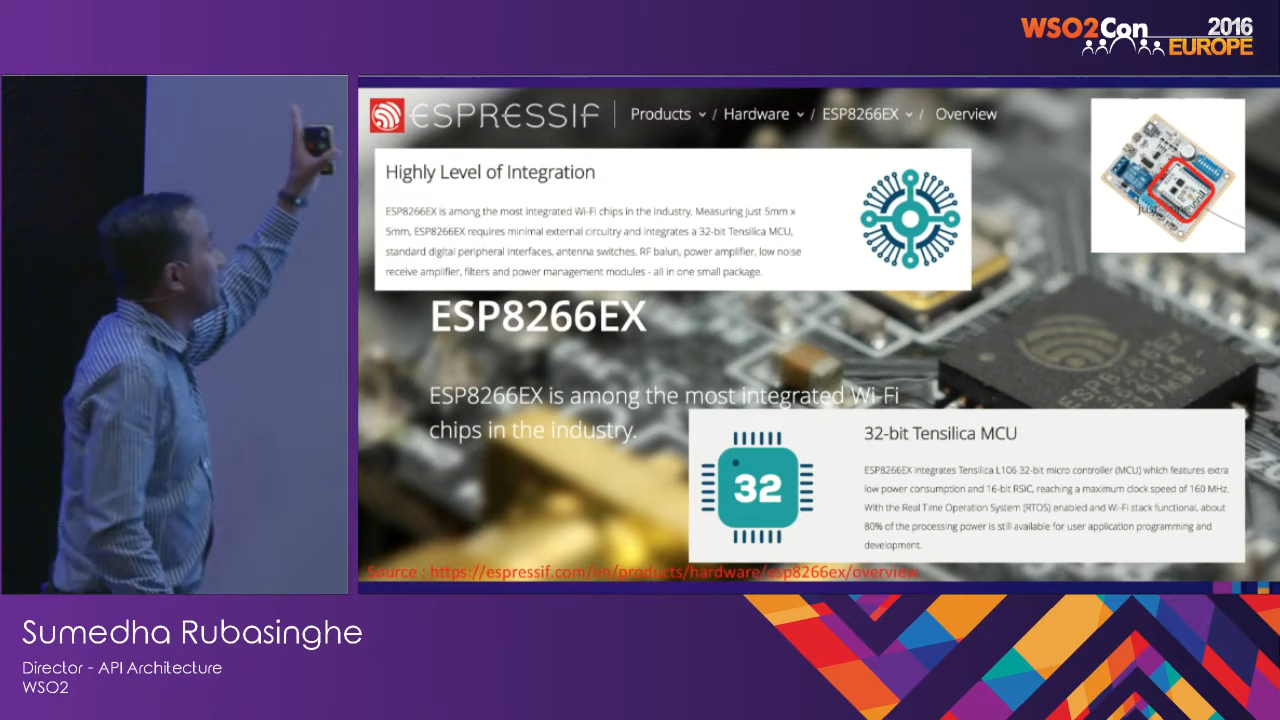 WSO2Con 2016
EUROPE
ESPRESSIF
Products / Hardware / ESP8266EX / Overview
Highly Level of Integration
ESP8266EX is among the most integrated Wi-Fi chips in the industry. Measuring just 5mm x
5mm, ESP8266EX requires minimal external circuitry and integrates a 32-bit Tensilica MCU,
standard digital peripheral interfaces, antenna switches, RF balun, power amplifier, low noise
receive amplifier, filters and power management modules - all in one small package.
ESP8266EX
ESP8266EX is among the most integrated Wi-Fi
chips in the industry.
32
32-bit Tensilica MCU
ESP8266EX integrates Tensilica L106 32-bit micro controller (MCU) which features extra
low power consumption and 16-bit RSIC, reaching a maximum clock speed of 160 MHz.
With the Real Time Operation System (RTOS) enabled and Wi-Fi stack functional, about
80% of the processing power is still available for user application programming and
development.
Source : https://espressif.com/en/products/hardware/esp8266ex/overview
Sumedha Rubasinghe
Director - API Architecture
WSO2